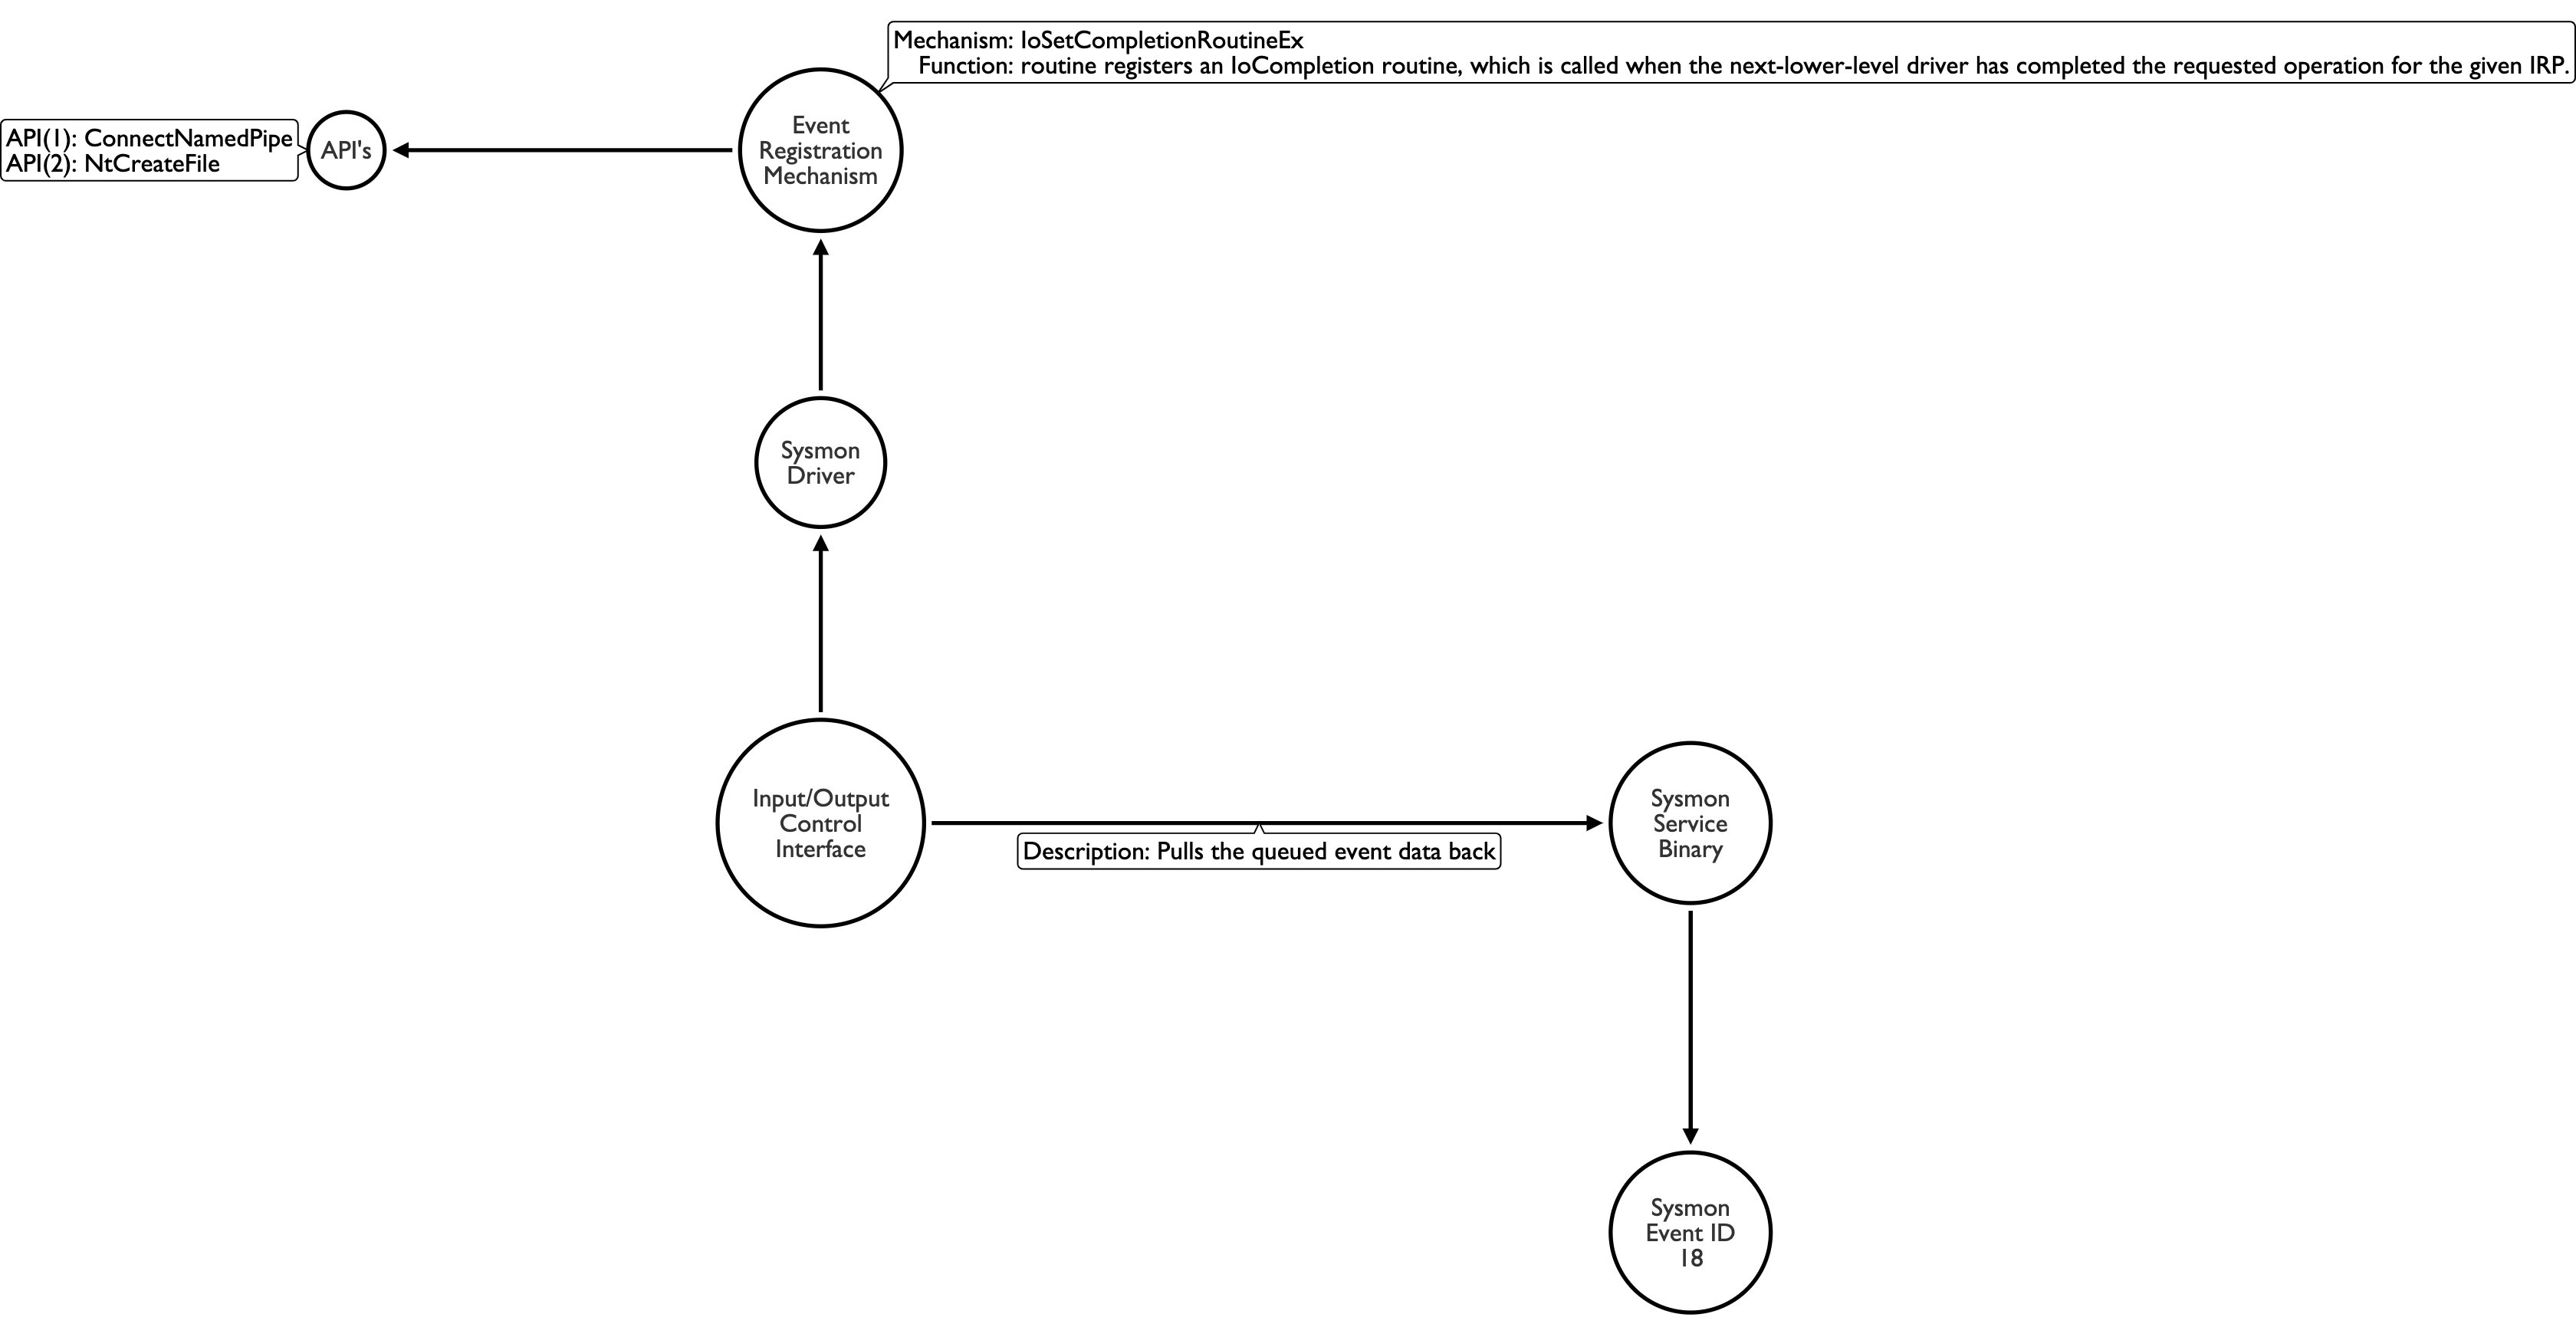 Mechanism: IoSetCompletionRoutineEx
Function: routine registers an IoCompletion routine, which is called when the next-lower-level driver has completed the requested operation for the given IRP.
API(1): ConnectNamedPipe
API(2): NtCreateFile
API's
Event
Registration
Mechanism
Sysmon
Driver
Input/Output
Control
Interface
Description: Pulls the queued event data back
Sysmon
Service
Binary
Sysmon
Event ID
18